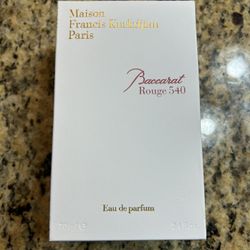 Maison
Francis Kurkdjian
Paris
Baccarat
Rouge 540
Eau de parfum